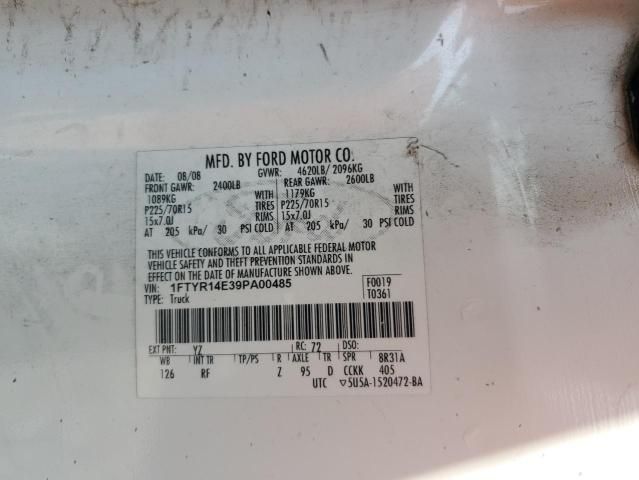 MFD. BY FORD MOTOR CO.
DATE: 08/08 GVWR: 4620LB/ 2096KG
FRONT GAWR: 2400LB REAR GAWR: 2600LB
1089KG WITH 1179KG WITH
P225/70R15 TIRES P225/70R15 TIRES
15x7.0J RIMS 15x7.0J RIMS
AT 205 kPa/ 30 PSI COLD AT 205 kPa/ 30 PSI COLD
THIS VEHICLE CONFORMS TO ALL APPLICABLE FEDERAL MOTOR
VEHICLE SAFETY AND THEFT PREVENTION STANDARDS IN
EFFECT ON THE DATE OF MANUFACTURE SHOWN ABOVE.
VIN: 1FTYR14E39PA00485 F0019
TYPE: Truck T0361
EXT PNT: YZ RC: 72 DSO:
WB INT TR TP/PS R AXLE TR SPR 8R31A
126 RF Z 95 D CCKK 405
UTC ▽5U5A-1520472-BA